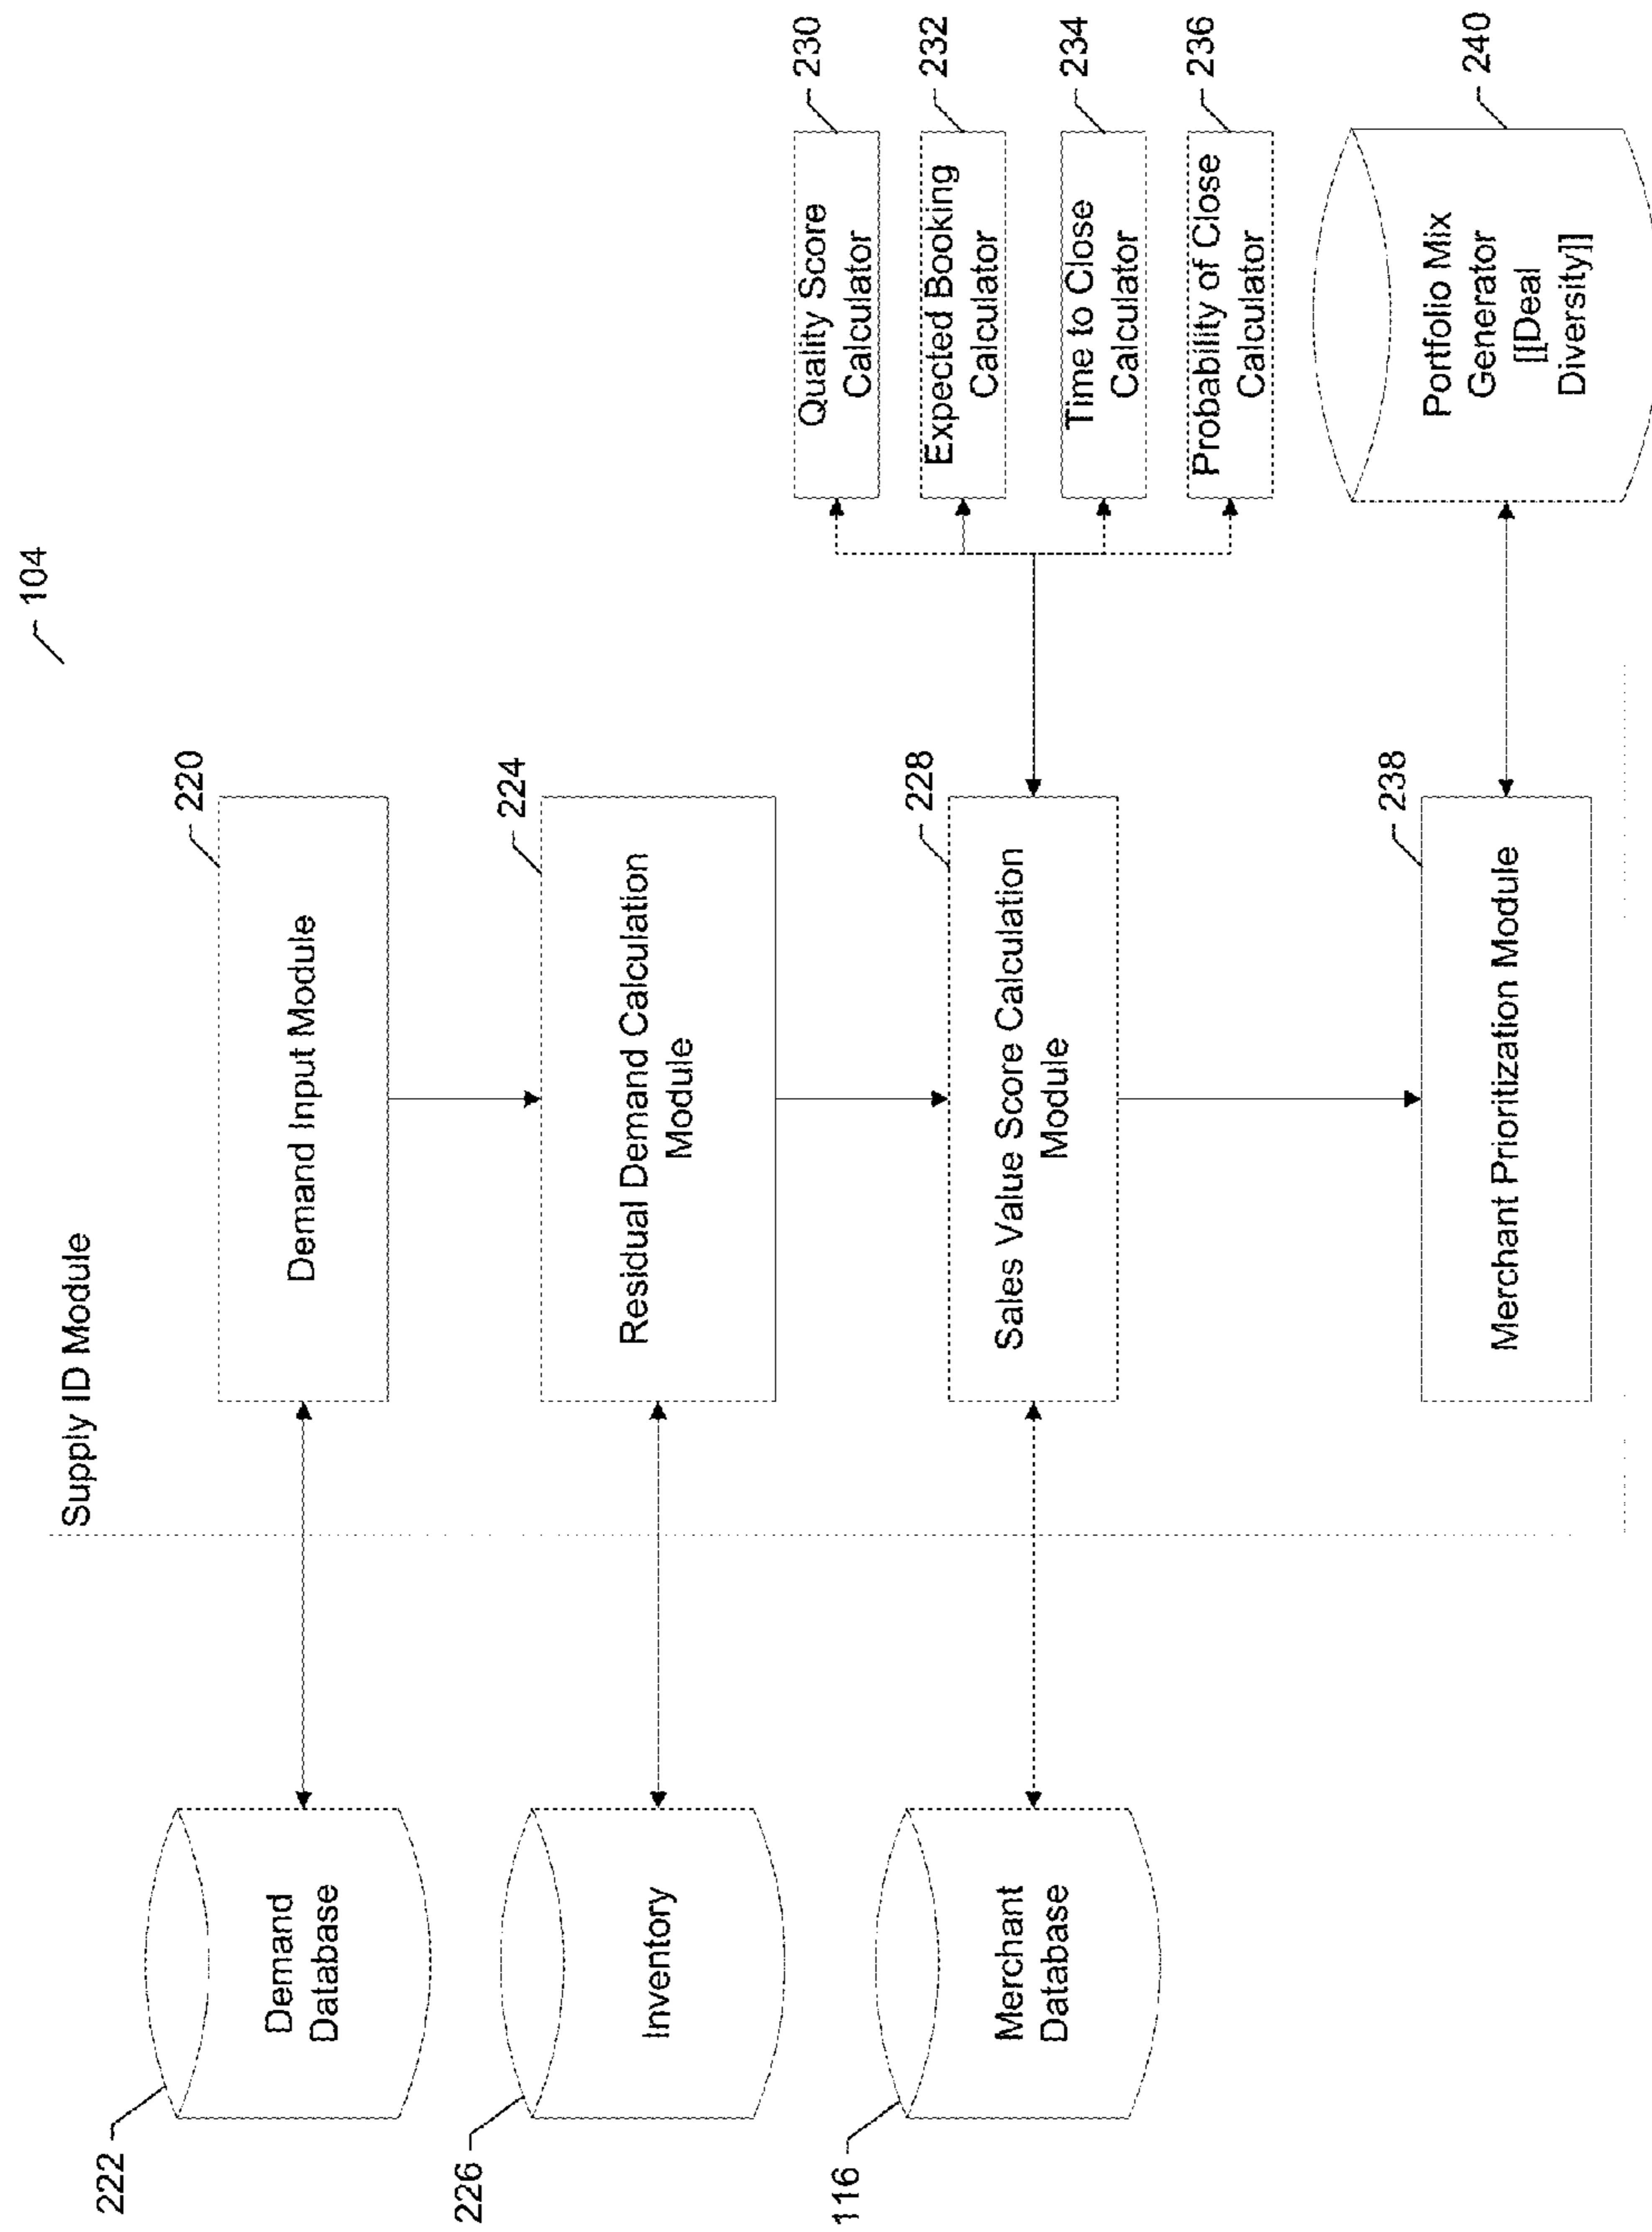 104
Supply ID Module
222
Demand
Database
220
Demand Input Module
226
Inventory
224
Residual Demand Calculation
Module
116
Merchant
Database
228
Sales Value Score Calculation
Module
230
Quality Score
Calculator
232
Expected Booking
Calculator
234
Time to Close
Calculator
236
Probability of Close
Calculator
238
Merchant Prioritization Module
240
Portfolio Mix
Generator
[[Deal
Diversity]]